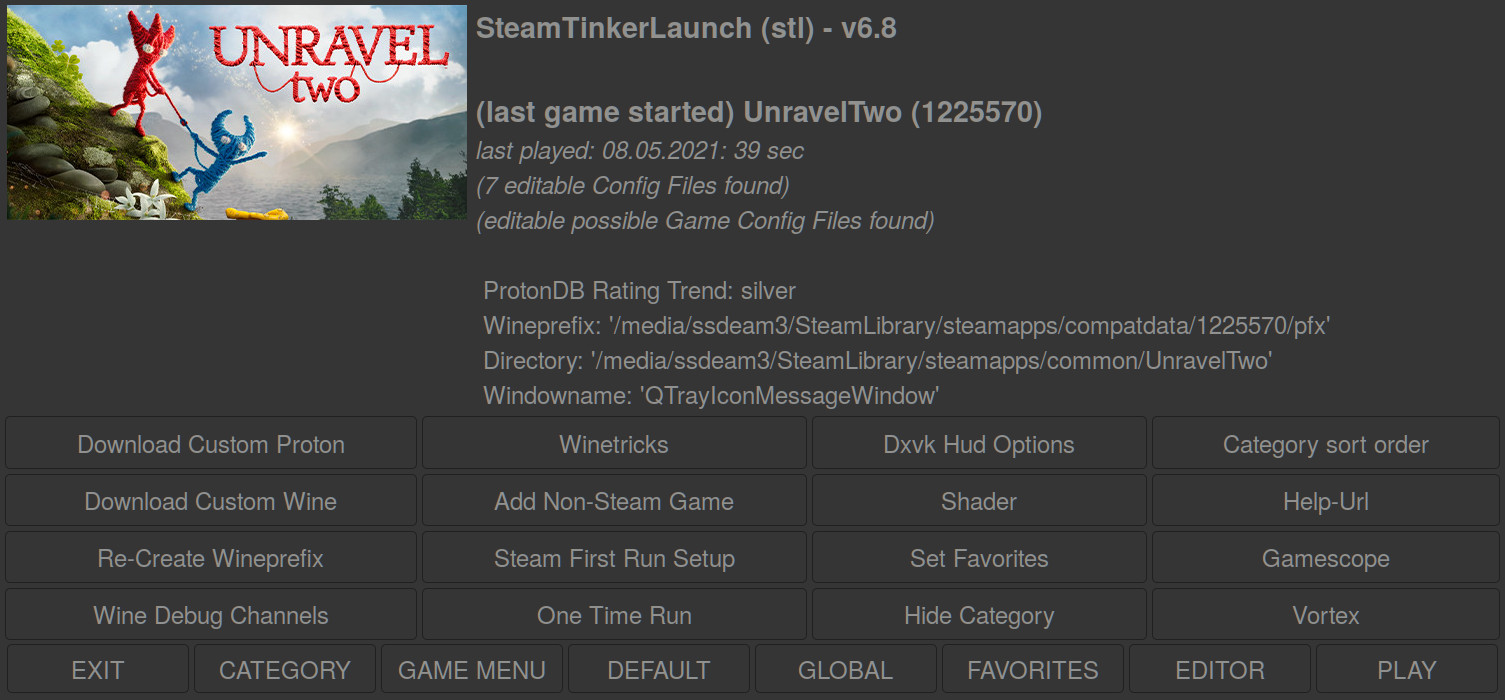 UNRAVEL
two
SteamTinkerLaunch (stl) - v6.8
(last game started) UnravelTwo (1225570)
last played: 08.05.2021: 39 sec
(7 editable Config Files found)
(editable possible Game Config Files found)
ProtonDB Rating Trend: silver
Wineprefix: '/media/ssdeam3/SteamLibrary/steamapps/compatdata/1225570/pfx'
Directory: '/media/ssdeam3/SteamLibrary/steamapps/common/UnravelTwo'
Windowname: 'QTrayIconMessageWindow'
Download Custom Proton Winetricks Dxvk Hud Options Category sort order
Download Custom Wine Add Non-Steam Game Shader Help-Url
Re-Create Wineprefix Steam First Run Setup Set Favorites Gamescope
Wine Debug Channels One Time Run Hide Category Vortex
EXIT CATEGORY GAME MENU DEFAULT GLOBAL FAVORITES EDITOR PLAY